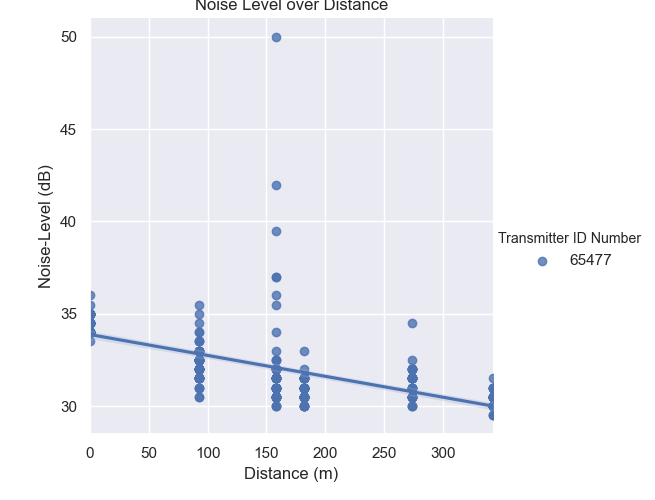 Noise Level over Distance
50
45
40
35
30
Noise-Level (dB)
0 50 100 150 200 250 300
Distance (m)
Transmitter ID Number
65477